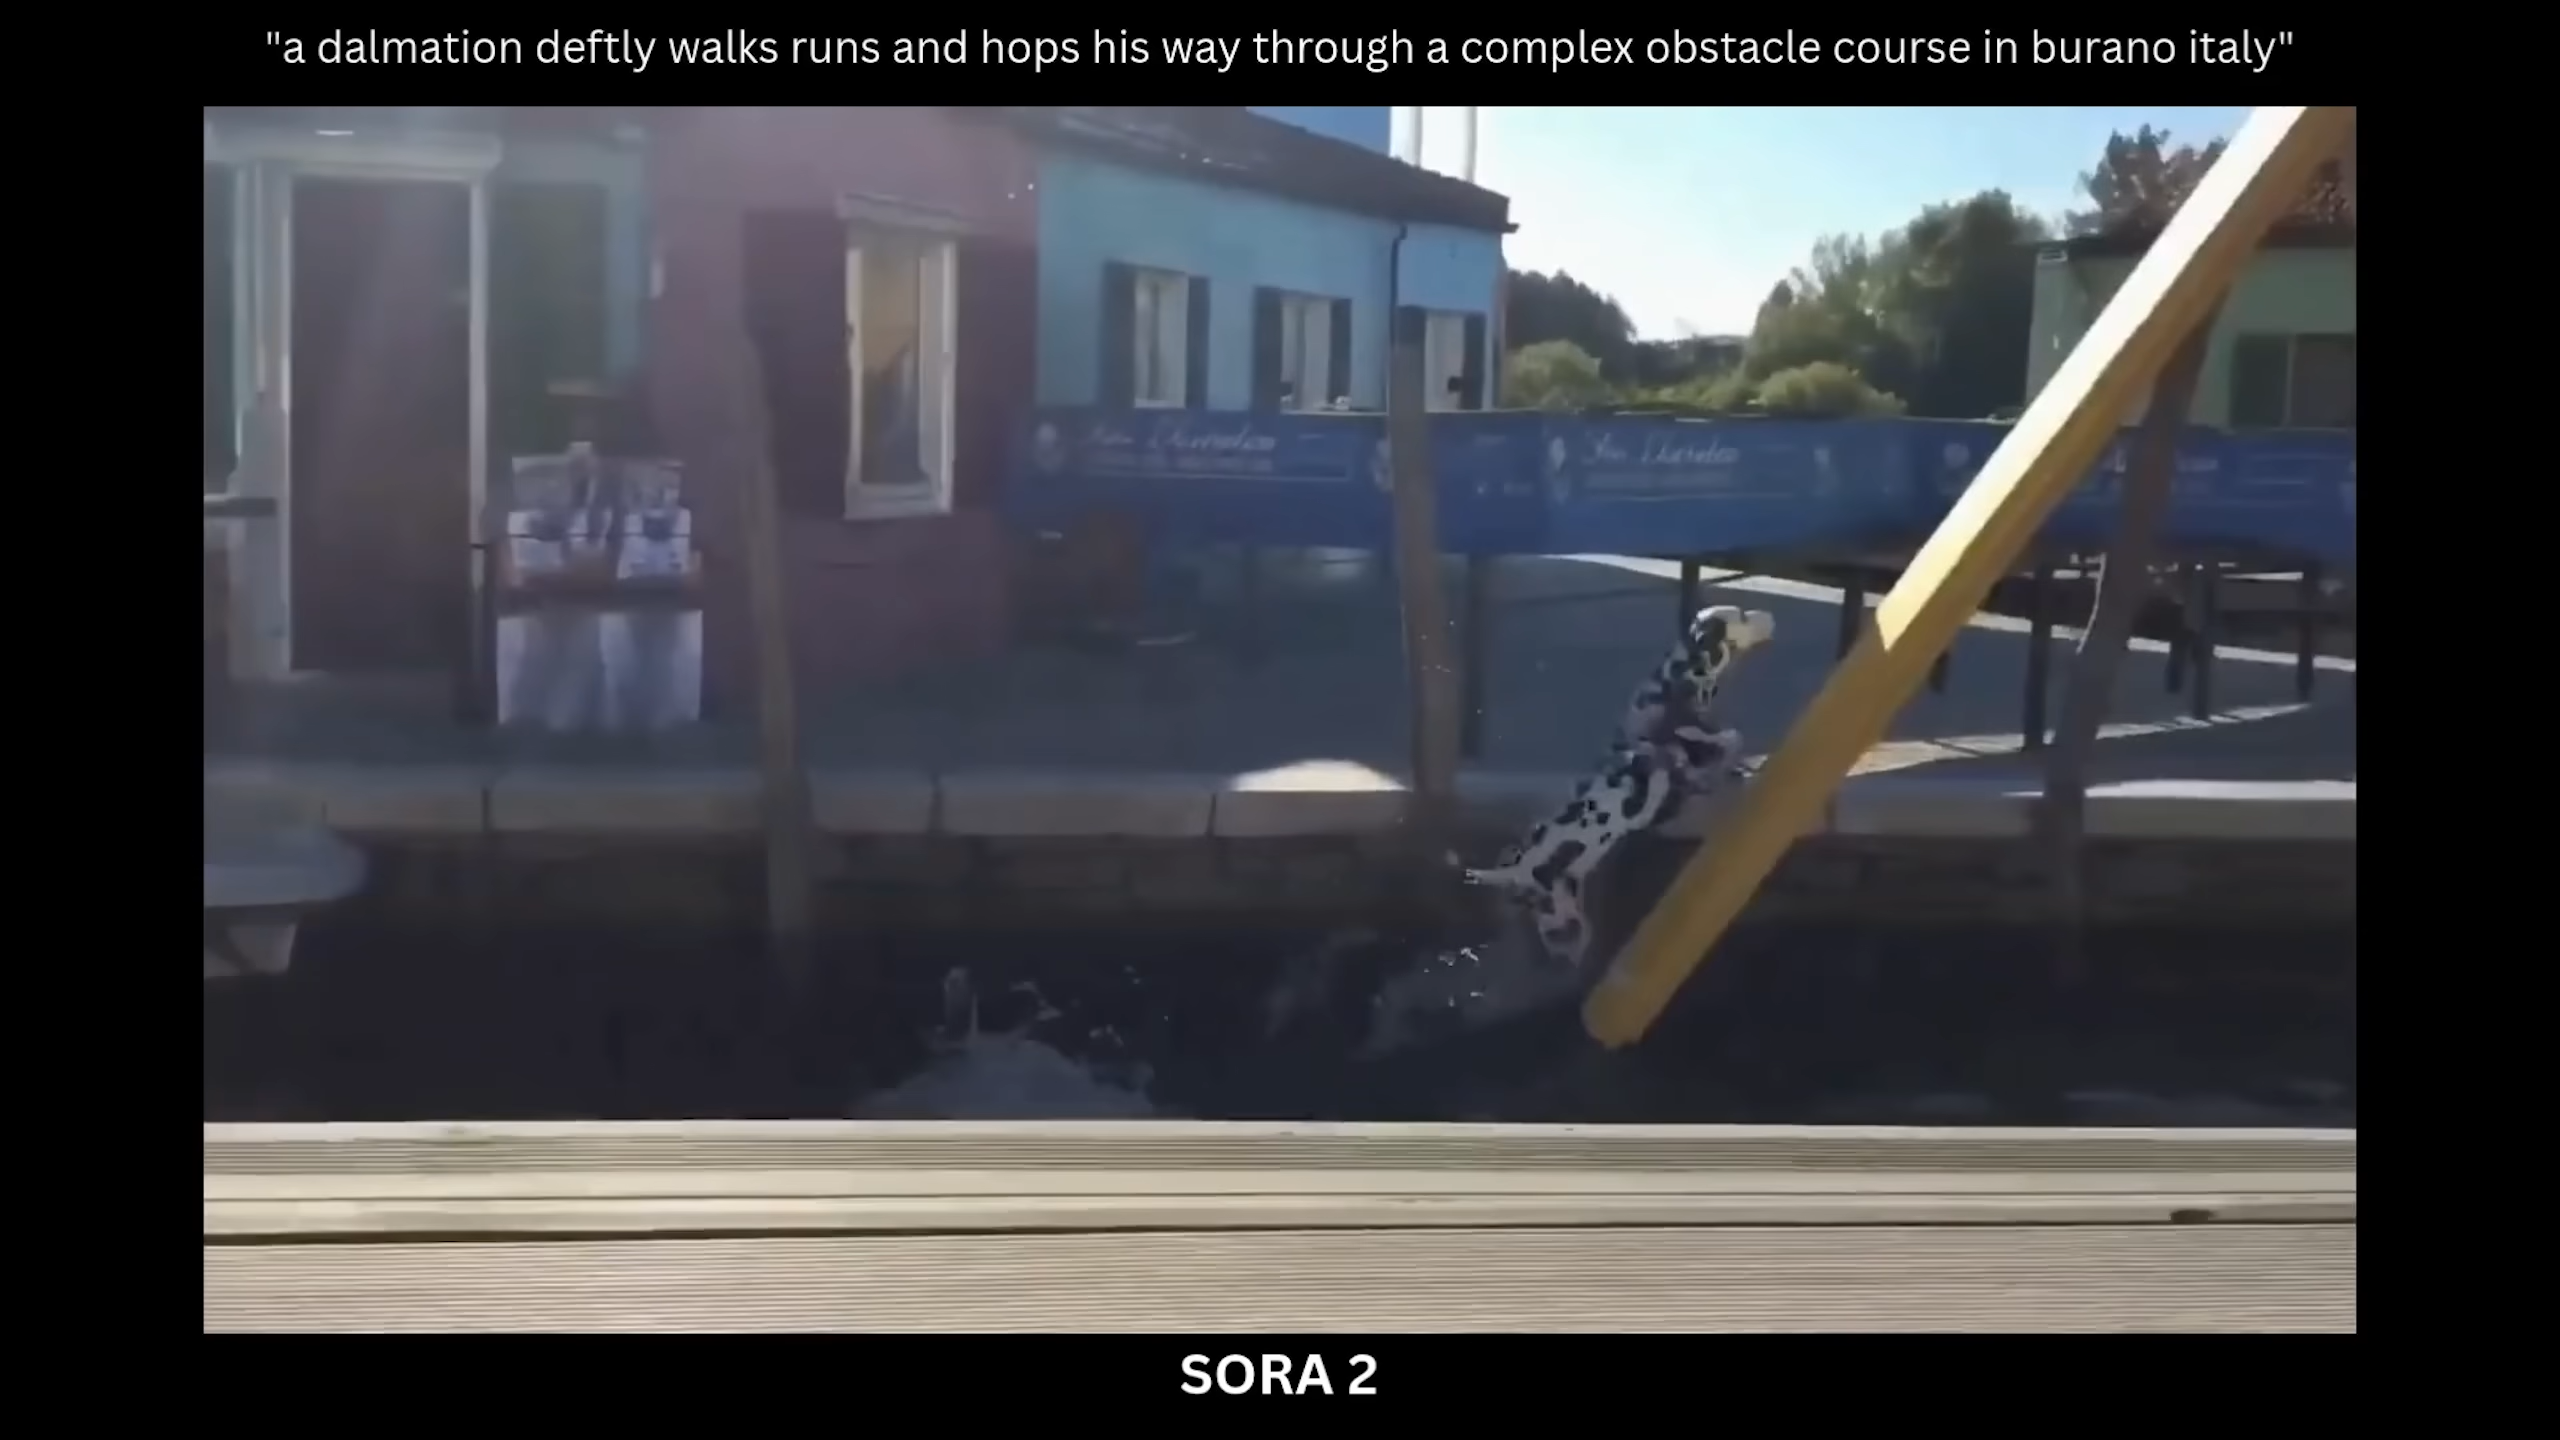 "a dalmation deftly walks runs and hops his way through a complex obstacle course in burano italy"
SORA 2